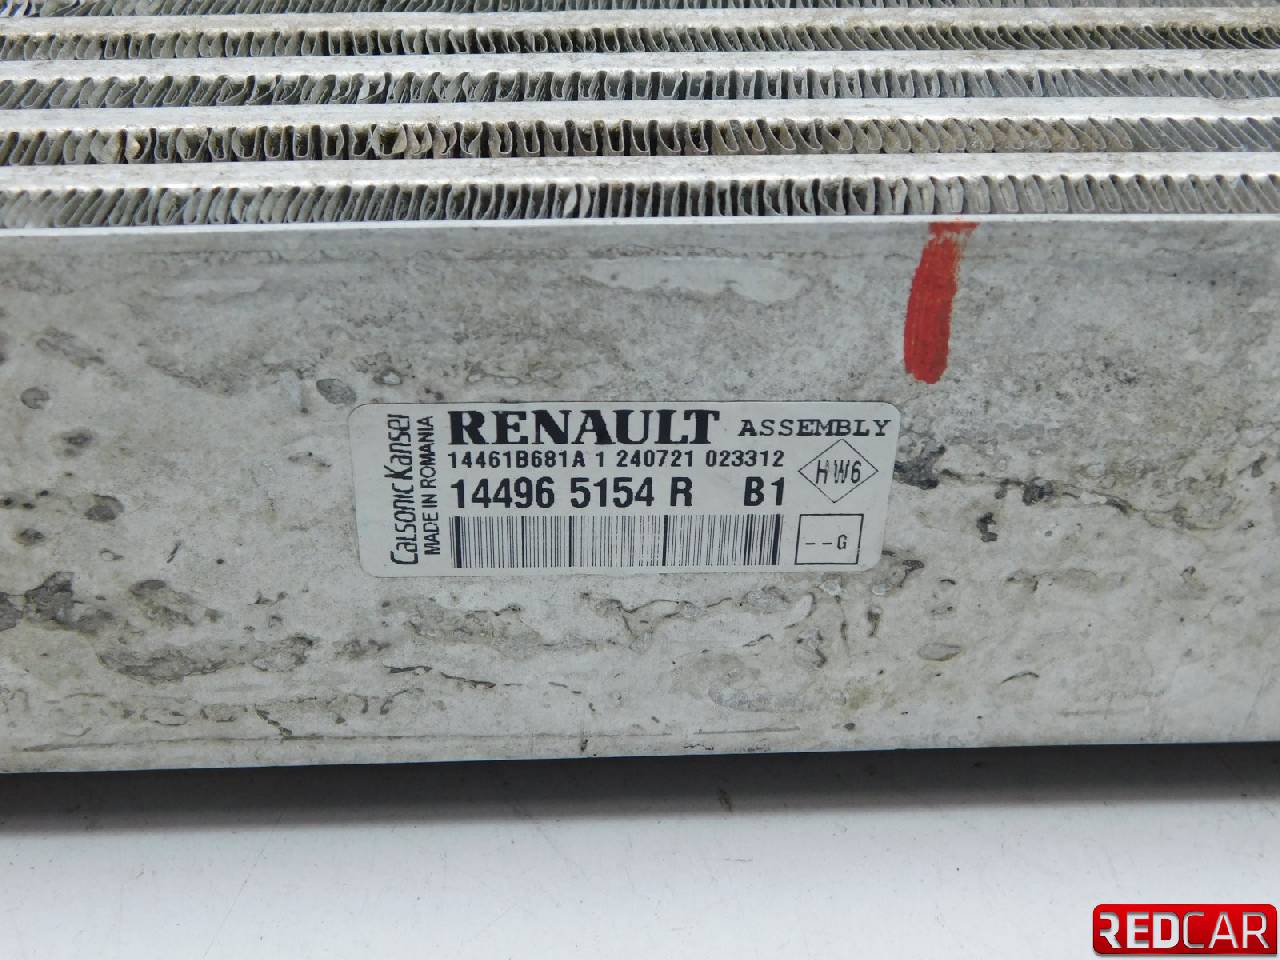 Calsonic Kansei
MADE IN ROMANIA
RENAULT ASSEMBLY
14461B681A 1 240721 023312
HW6
14496 5154 R B1
--G
REDCAR